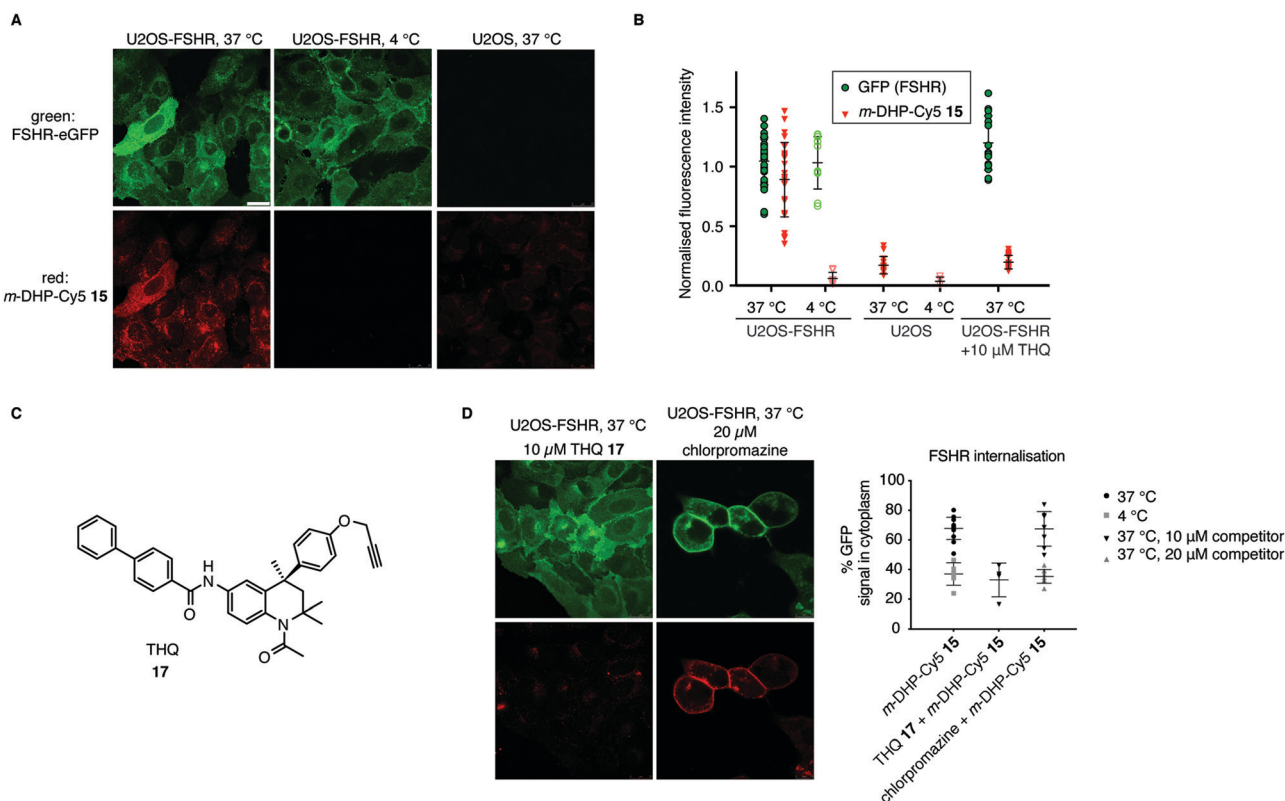 A
U2OS-FSHR, 37 °C
U2OS-FSHR, 4 °C
U2OS, 37 °C
green:
FSHR-eGFP
red:
m-DHP-Cy5 15
B
Normalised fluorescence intensity
1.5
1.0
0.5
0.0
GFP (FSHR)
m-DHP-Cy5 15
37 °C
4 °C
37 °C
4 °C
37 °C
U2OS-FSHR
U2OS
U2OS-FSHR
+10 µM THQ
C
O
N
H
O
N
O
THQ
17
D
U2OS-FSHR, 37 °C
10 µM THQ 17
U2OS-FSHR, 37 °C
20 µM
chlorpromazine
FSHR internalisation
% GFP
signal in cytoplasm
100
80
60
40
20
0
m-DHP-Cy5 15
THQ 17 + m-DHP-Cy5 15
chlorpromazine + m-DHP-Cy5 15
37 °C
4 °C
37 °C, 10 µM competitor
37 °C, 20 µM competitor